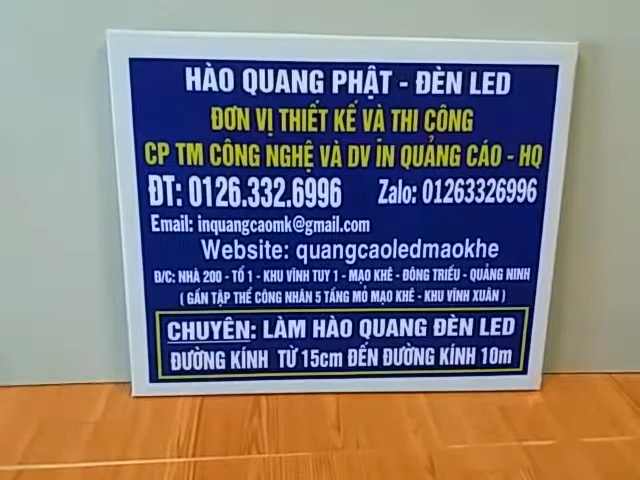 HÀO QUANG PHẬT - ĐÈN LED
ĐƠN VỊ THIẾT KẾ VÀ THI CÔNG
CP TM CÔNG NGHỆ VÀ DV IN QUẢNG CÁO - HQ
ĐT: 0126.332.6996 Zalo: 01263326996
Email: inquangcaomk@gmail.com
Website: quangcaoledmaokhe
Đ/C: NHÀ 200 - TỔ 1 - KHU VĨNH TUY 1 - MẠO KHÊ - ĐÔNG TRIỀU - QUẢNG NINH
( GẦN TẬP THỂ CÔNG NHÂN 5 TẦNG MỎ MẠO KHÊ - KHU VĨNH XUÂN )
CHUYÊN: LÀM HÀO QUANG ĐÈN LED
ĐƯỜNG KÍNH TỪ 15cm ĐẾN ĐƯỜNG KÍNH 10m